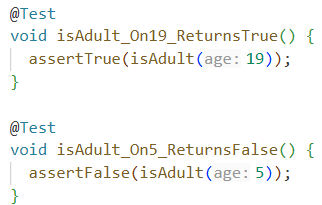 @Test
void isAdult_On19_ReturnsTrue() {
assertTrue(isAdult(age: 19));
}
@Test
void isAdult_On5_ReturnsFalse() {
assertFalse(isAdult(age: 5));
}